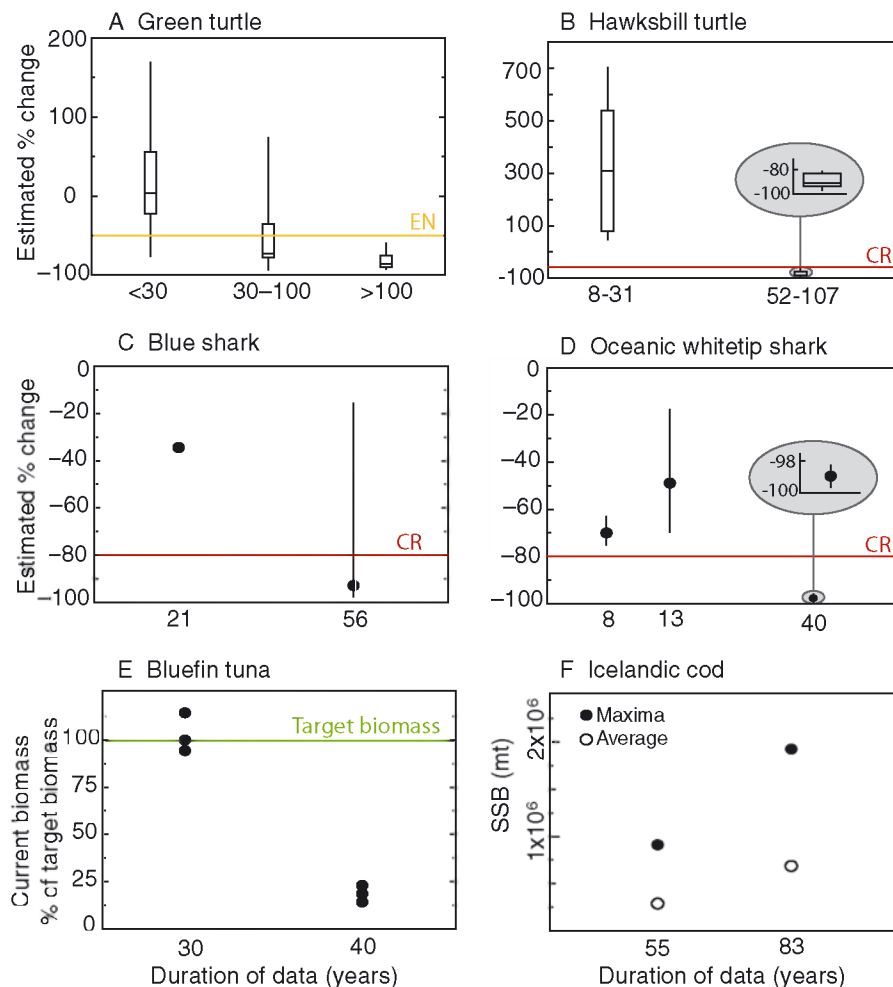 A Green turtle
Estimated % change
200
100
0
−100
EN
<30
30−100
>100
B Hawksbill turtle
700
500
300
100
-100
-80
-100
CR
8-31
52-107
C Blue shark
Estimated % change
0
−20
−40
−60
−80
−100
CR
21
56
D Oceanic whitetip shark
0
−20
−40
−60
−80
−100
-98
-100
CR
8
13
40
E Bluefin tuna
Current biomass
% cf target biomass
100
75
50
25
0
Target biomass
30
40
Duration of data (years)
F Icelandic cod
SSB (mt)
2x10⁶
1x10⁶
Maxima
Average
55
83
Duration of data (years)